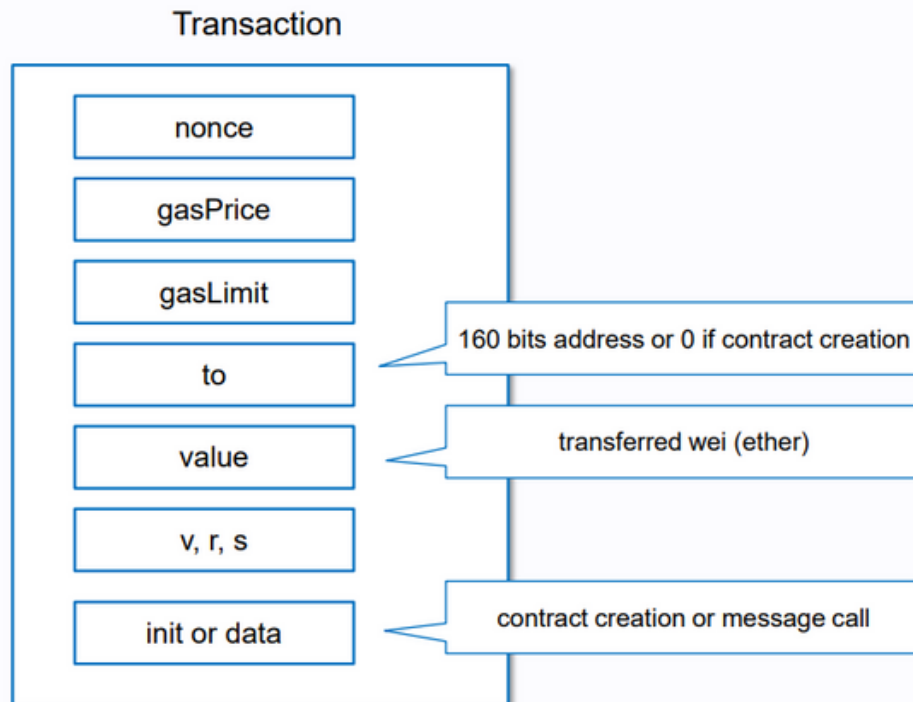 Transaction
nonce
gasPrice
gasLimit
160 bits address or 0 if contract creation
to
transferred wei (ether)
value
v, r, s
contract creation or message call
init or data